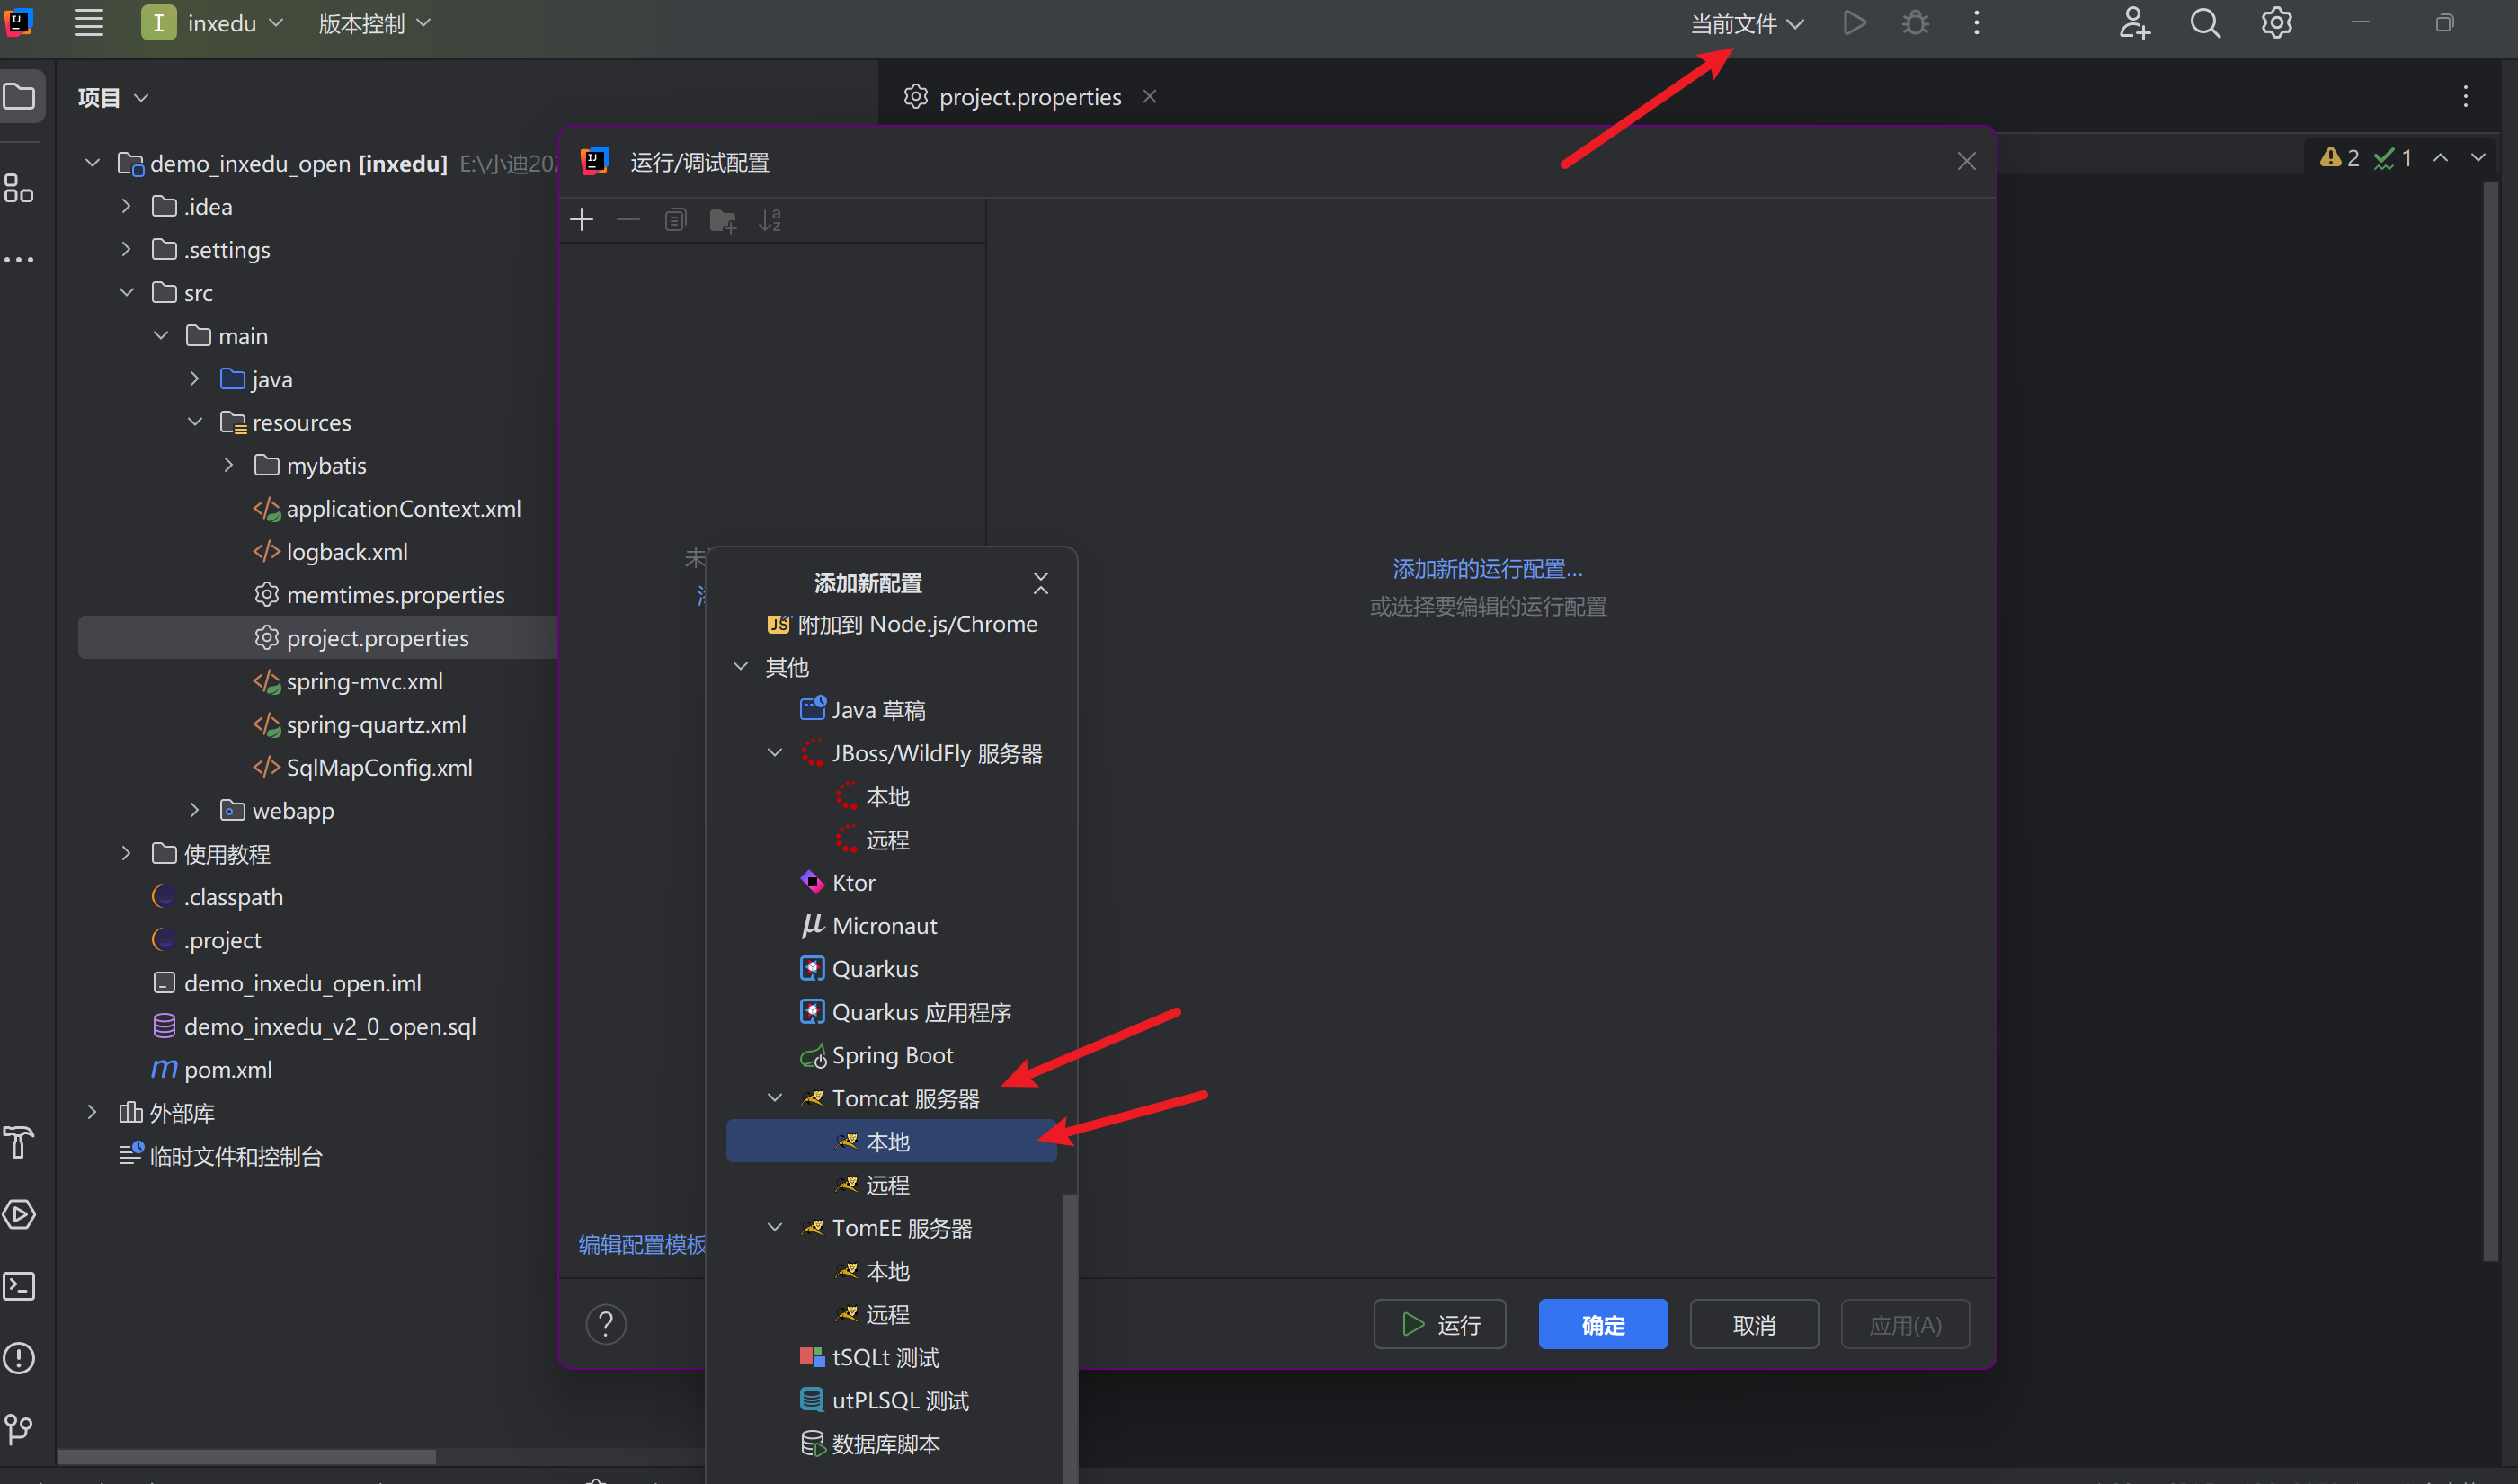 I inxedu 版本控制 当前文件
项目
project.properties
demo_inxedu_open [inxedu] E:\小迪202
运行/调试配置
2 1
.idea
.settings
src
main
java
resources
mybatis
applicationContext.xml
logback.xml
memtimes.properties
project.properties
spring-mvc.xml
spring-quartz.xml
SqlMapConfig.xml
webapp
使用教程
.classpath
.project
demo_inxedu_open.iml
demo_inxedu_v2_0_open.sql
pom.xml
外部库
临时文件和控制台
未
添加新配置
附加到 Node.js/Chrome
其他
Java 草稿
JBoss/WildFly 服务器
本地
远程
Ktor
Micronaut
Quarkus
Quarkus 应用程序
Spring Boot
Tomcat 服务器
本地
远程
TomEE 服务器
本地
远程
tSQLt 测试
utPLSQL 测试
数据库脚本
添加新的运行配置...
或选择要编辑的运行配置
编辑配置模板
?
运行
确定
取消
应用(A)